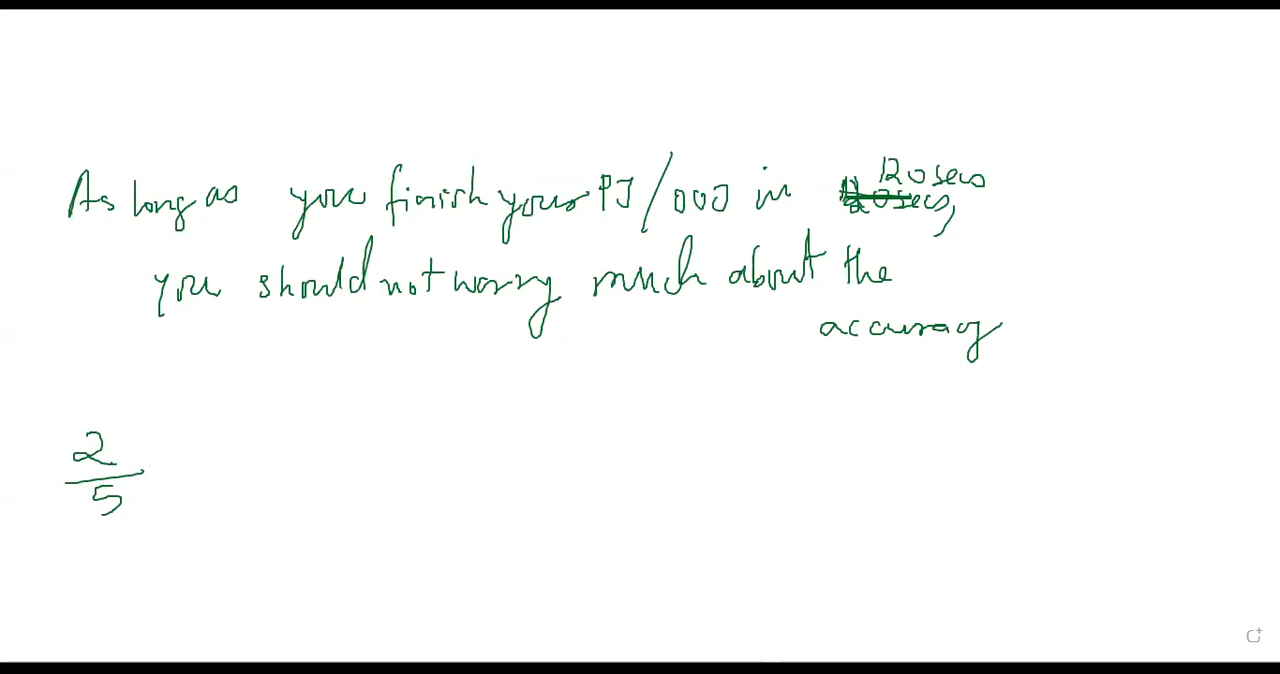 As long as you finish your PJ/OOJ in 120 secs
you should not worry much about the
accuracy
2
5